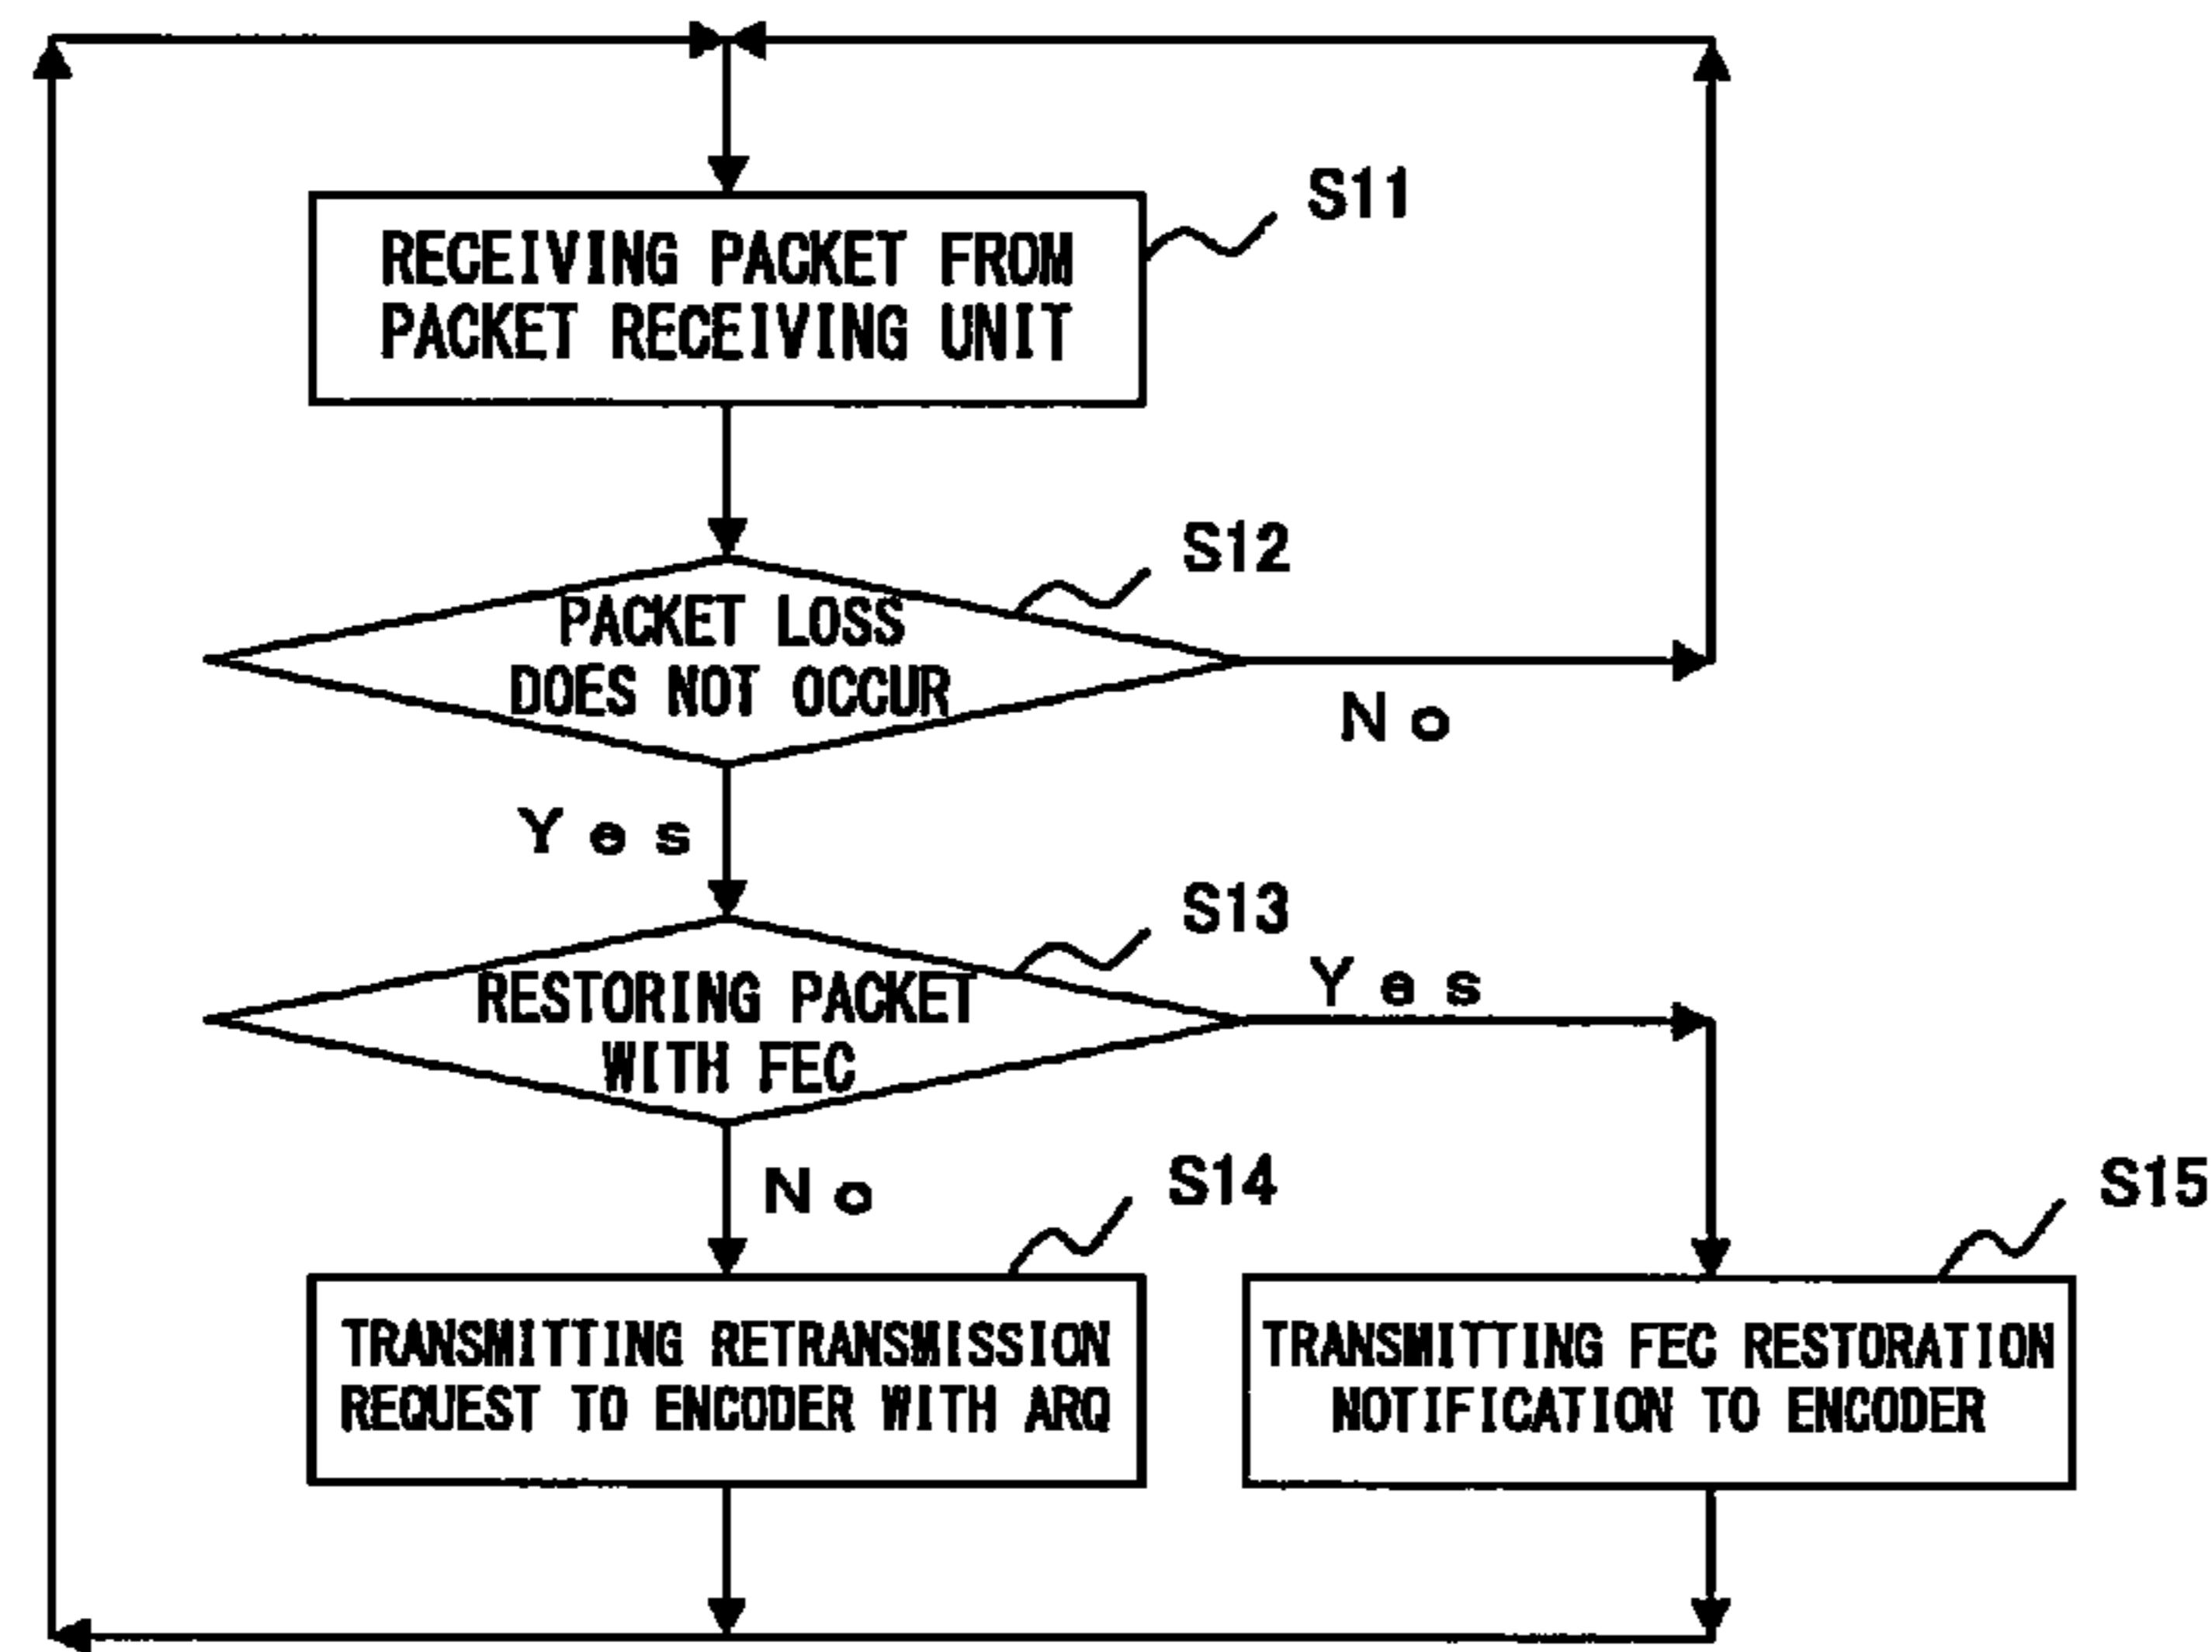 S11
RECEIVING PACKET FROM
PACKET RECEIVING UNIT
S12
PACKET LOSS
DOES NOT OCCUR
No
Yes
S13
RESTORING PACKET
WITH FEC
Yes
No
S14
S15
TRANSMITTING RETRANSMISSION
REQUEST TO ENCODER WITH ARQ
TRANSMITTING FEC RESTORATION
NOTIFICATION TO ENCODER